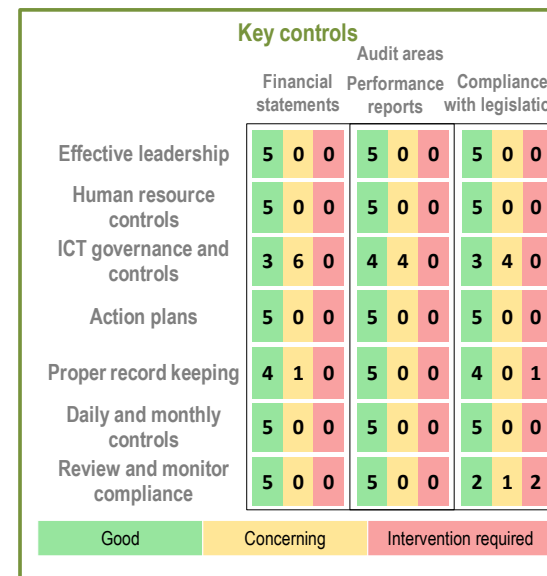 Key controls
Audit areas
Financial statements
Performance reports
Compliance with legislatio
Effective leadership 5 0 0 5 0 0 5 0 0
Human resource controls 5 0 0 5 0 0 5 0 0
ICT governance and controls 3 6 0 4 4 0 3 4 0
Action plans 5 0 0 5 0 0 5 0 0
Proper record keeping 4 1 0 5 0 0 4 0 1
Daily and monthly controls 5 0 0 5 0 0 5 0 0
Review and monitor compliance 5 0 0 5 0 0 2 1 2
Good Concerning Intervention required